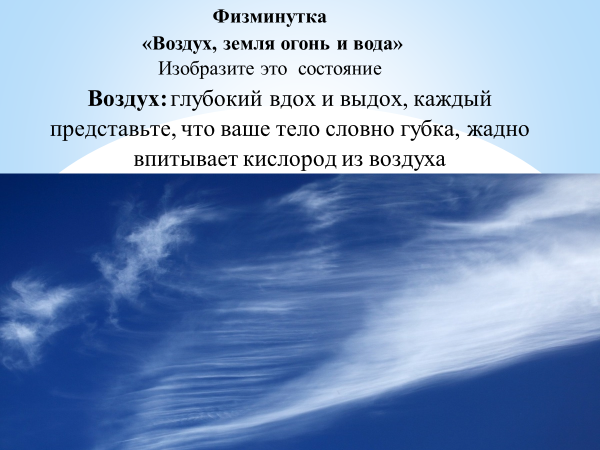 Физминутка
«Воздух, земля огонь и вода»
Изобразите это состояние
Воздух: глубокий вдох и выдох, каждый
представьте, что ваше тело словно губка, жадно
впитывает кислород из воздуха